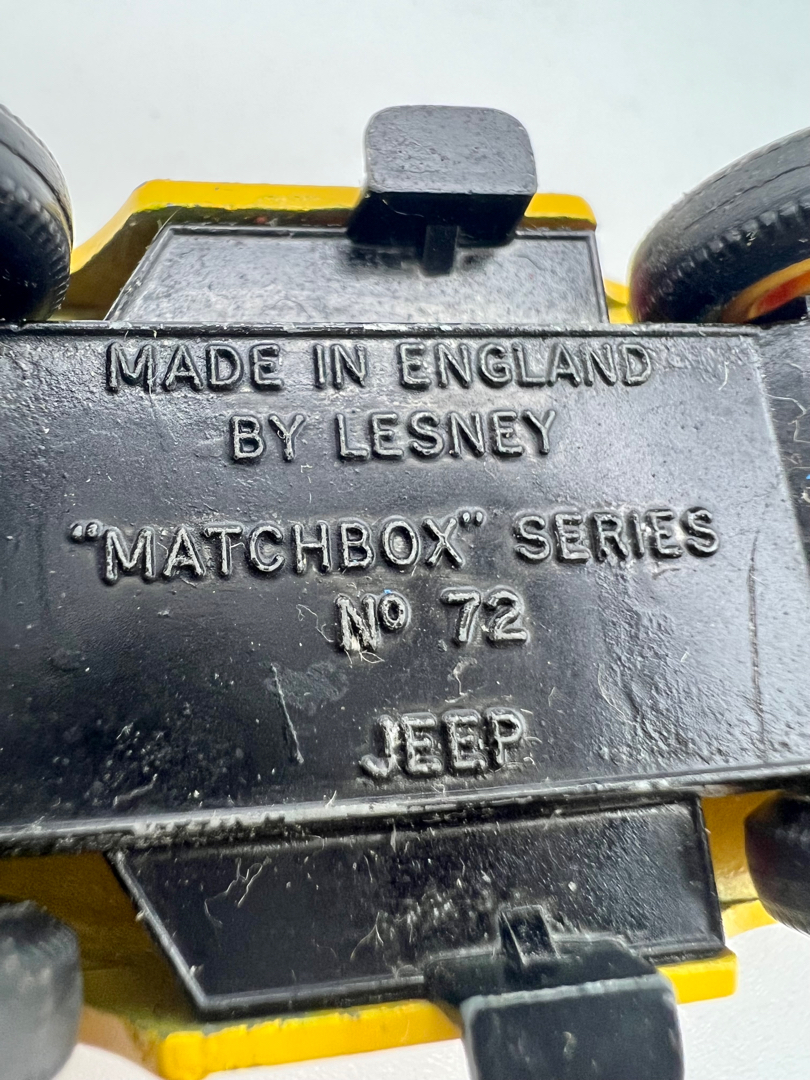 MADE IN ENGLAND
BY LESNEY
"MATCHBOX" SERIES
Nº 72
JEEP